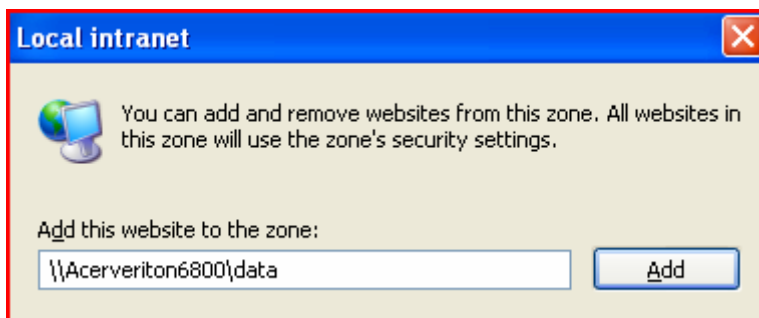 Local intranet
You can add and remove websites from this zone. All websites in
this zone will use the zone's security settings.
Add this website to the zone:
\\Acerveriton6800\data
Add